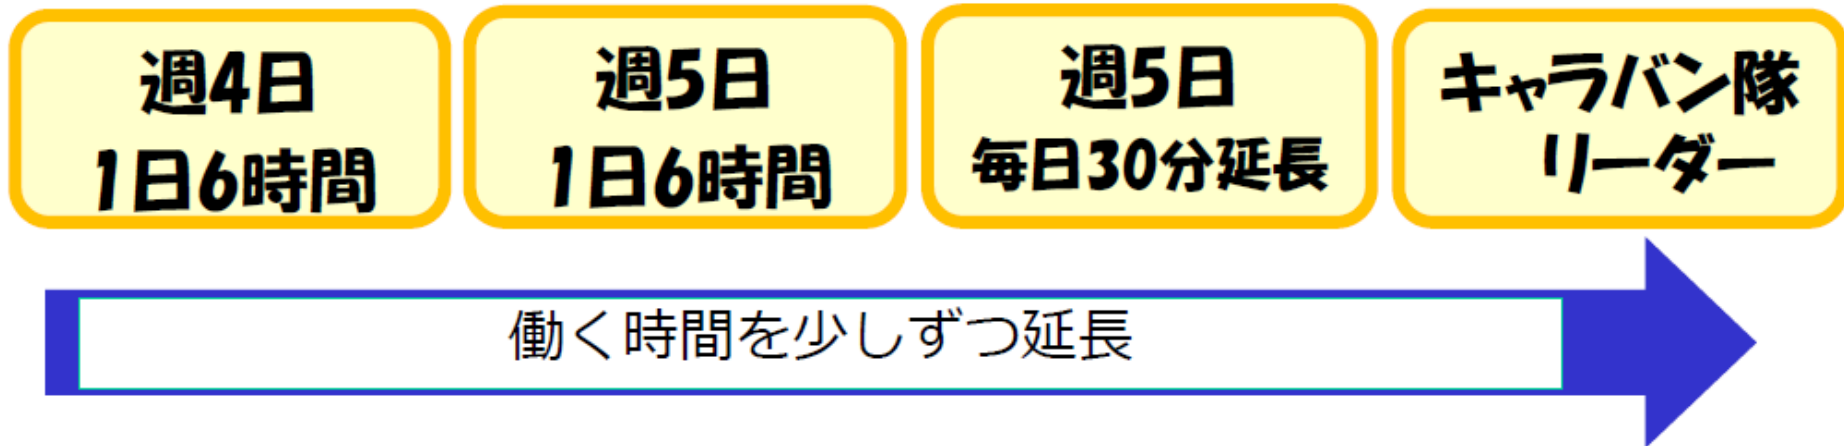 週4日
1日6時間
週5日
1日6時間
週5日
毎日30分延長
キャラバン隊
リーダー
働く時間を少しずつ延長